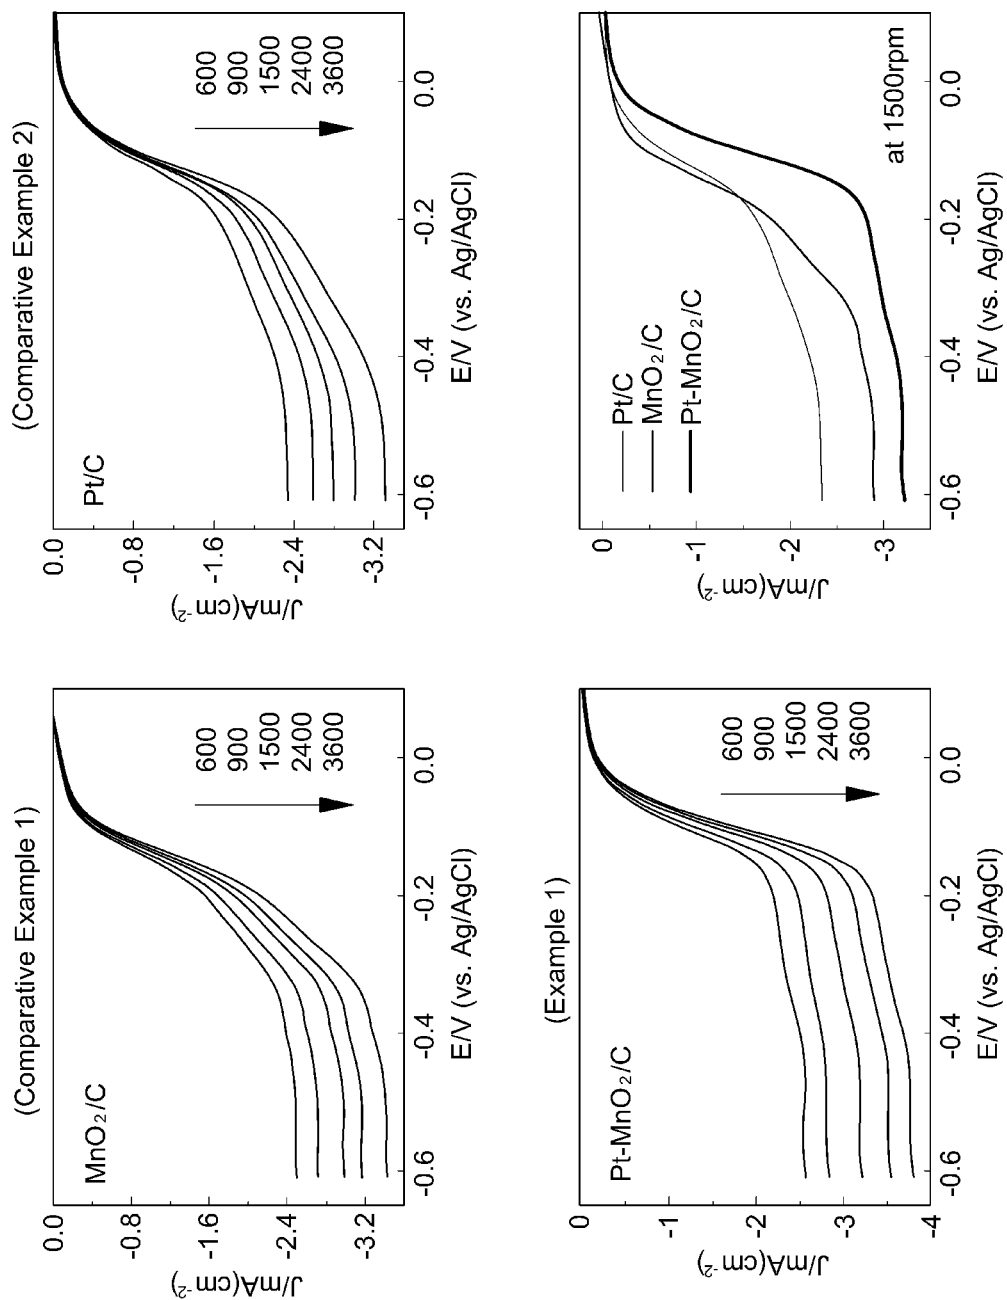 (Comparative Example 1)
MnO₂/C
0.0
-0.8
-1.6
-2.4
-3.2
J/mA(cm⁻²)
600
900
1500
2400
3600
-0.6
-0.4
-0.2
0.0
E/V (vs. Ag/AgCl)
(Comparative Example 2)
Pt/C
0.0
-0.8
-1.6
-2.4
-3.2
J/mA(cm⁻²)
600
900
1500
2400
3600
-0.6
-0.4
-0.2
0.0
E/V (vs. Ag/AgCl)
(Example 1)
Pt-MnO₂/C
0
-1
-2
-3
-4
J/mA(cm⁻²)
600
900
1500
2400
3600
-0.6
-0.4
-0.2
0.0
E/V (vs. Ag/AgCl)
0
-1
-2
-3
J/mA(cm⁻²)
Pt/C
MnO₂/C
Pt-MnO₂/C
at 1500rpm
-0.6
-0.4
-0.2
0.0
E/V (vs. Ag/AgCl)